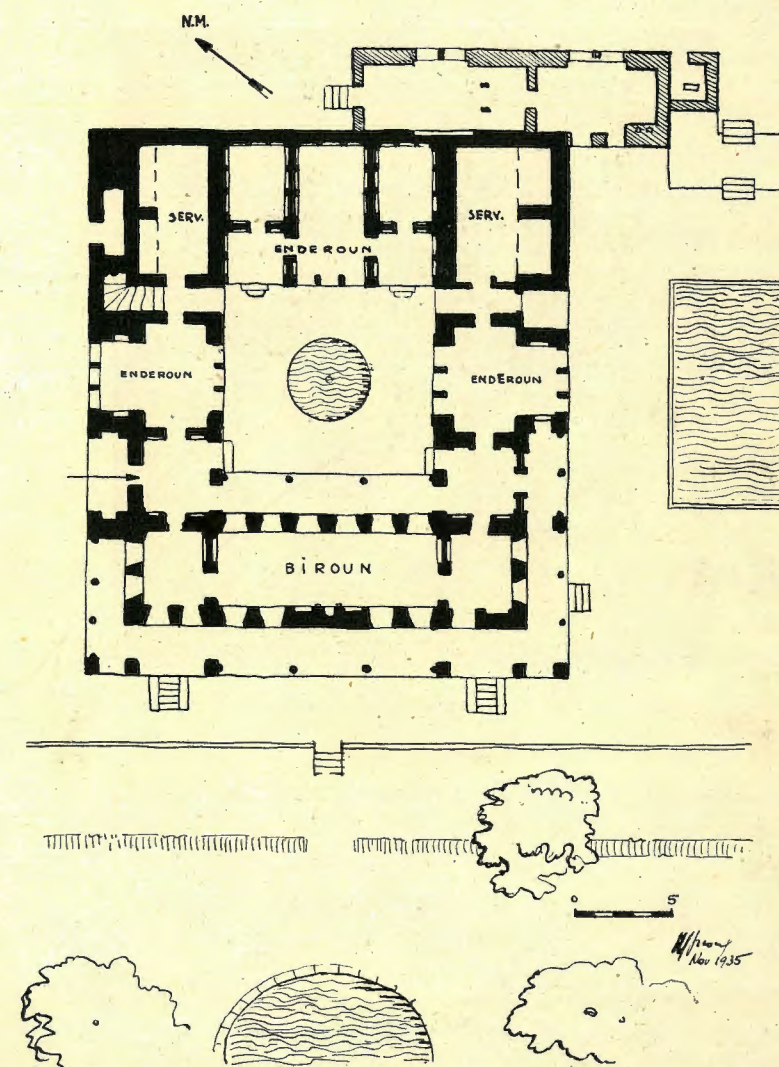 N.M.
SERV.
SERV.
ENDEROUN
ENDEROUN
ENDEROUN
BIROUN
0 5
Nov 1935